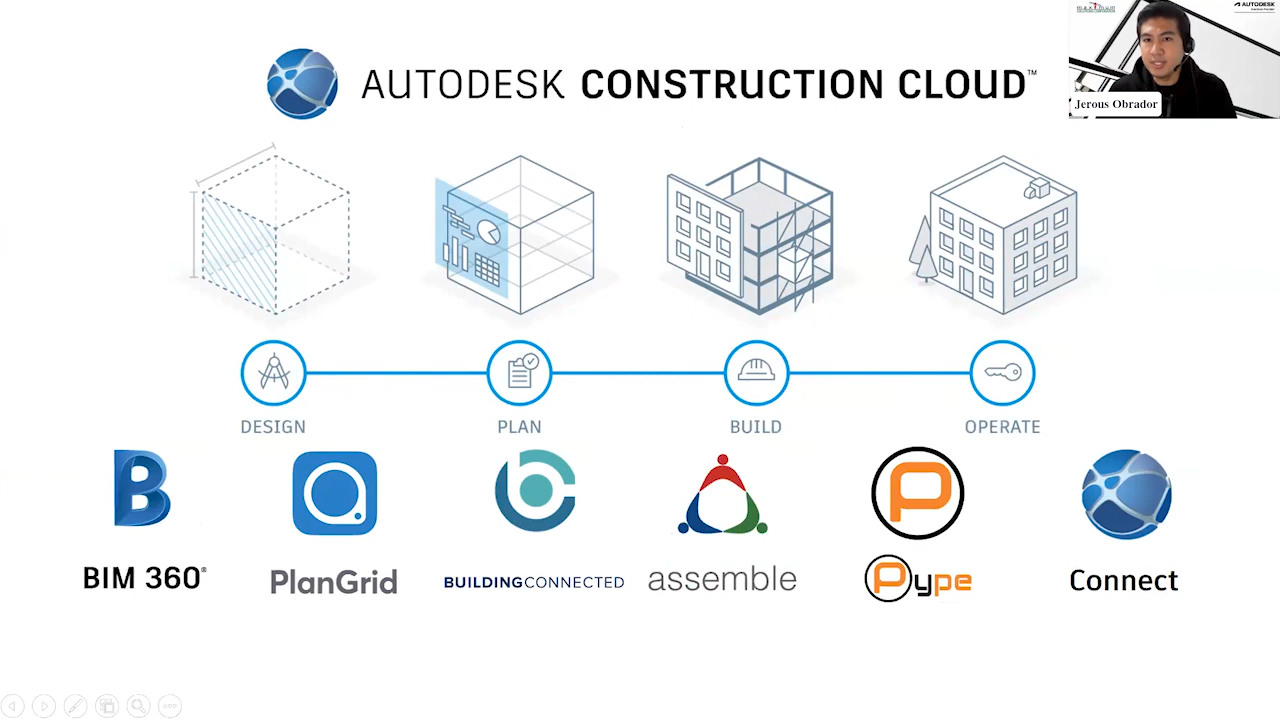 AUTODESK CONSTRUCTION CLOUD™
AUTODESK
Jerous Obrador
DESIGN
PLAN
BUILD
OPERATE
BIM 360®
PlanGrid
BUILDINGCONNECTED
assemble
Pype
Connect